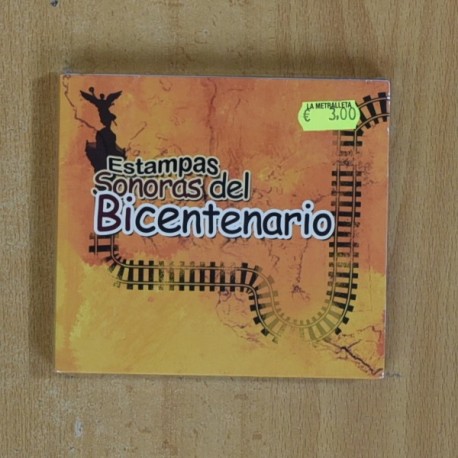 LA METRALLETA
€ 3,00
Estampas
Sonoras del
Bicentenario